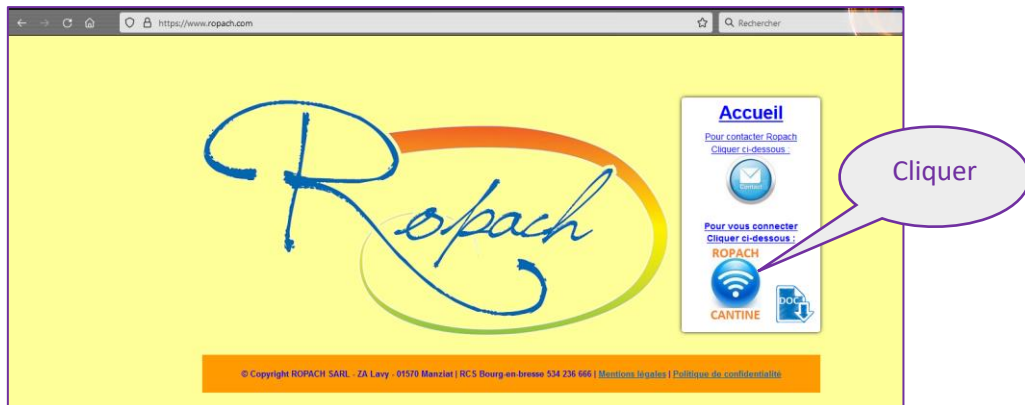 https://www.ropach.com
Rechercher
Accueil
Pour contacter Ropach
Cliquer ci-dessous :
Contact
Cliquer
Ropach
Pour vous connecter
Cliquer ci-dessous :
ROPACH
DOC
CANTINE
© Copyright ROPACH SARL - ZA Lavy - 01570 Manziat | RCS Bourg-en-bresse 534 236 666 | Mentions légales | Politique de confidentialité